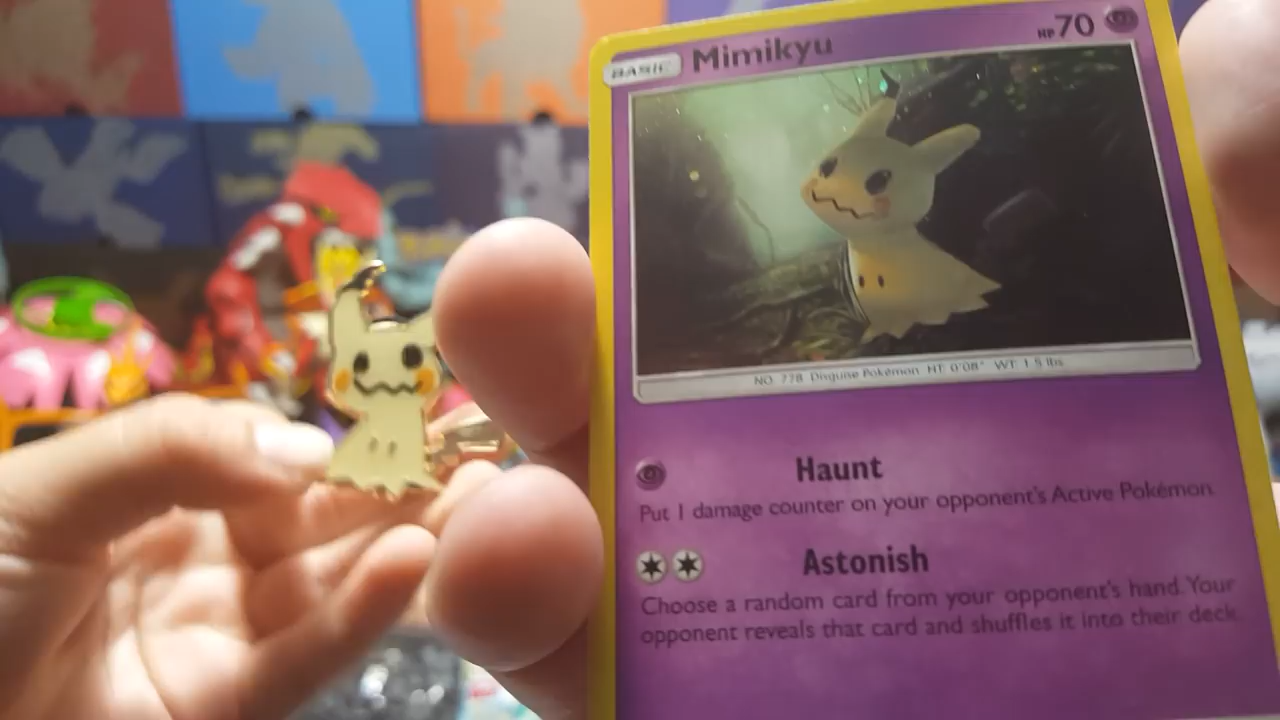 BASIC Mimikyu HP70
NO. 778 Disguise Pokémon HT: 0'08" WT: 1.5 lbs
Haunt
Put 1 damage counter on your opponent's Active Pokémon.
Astonish
Choose a random card from your opponent's hand. Your
opponent reveals that card and shuffles it into their deck.